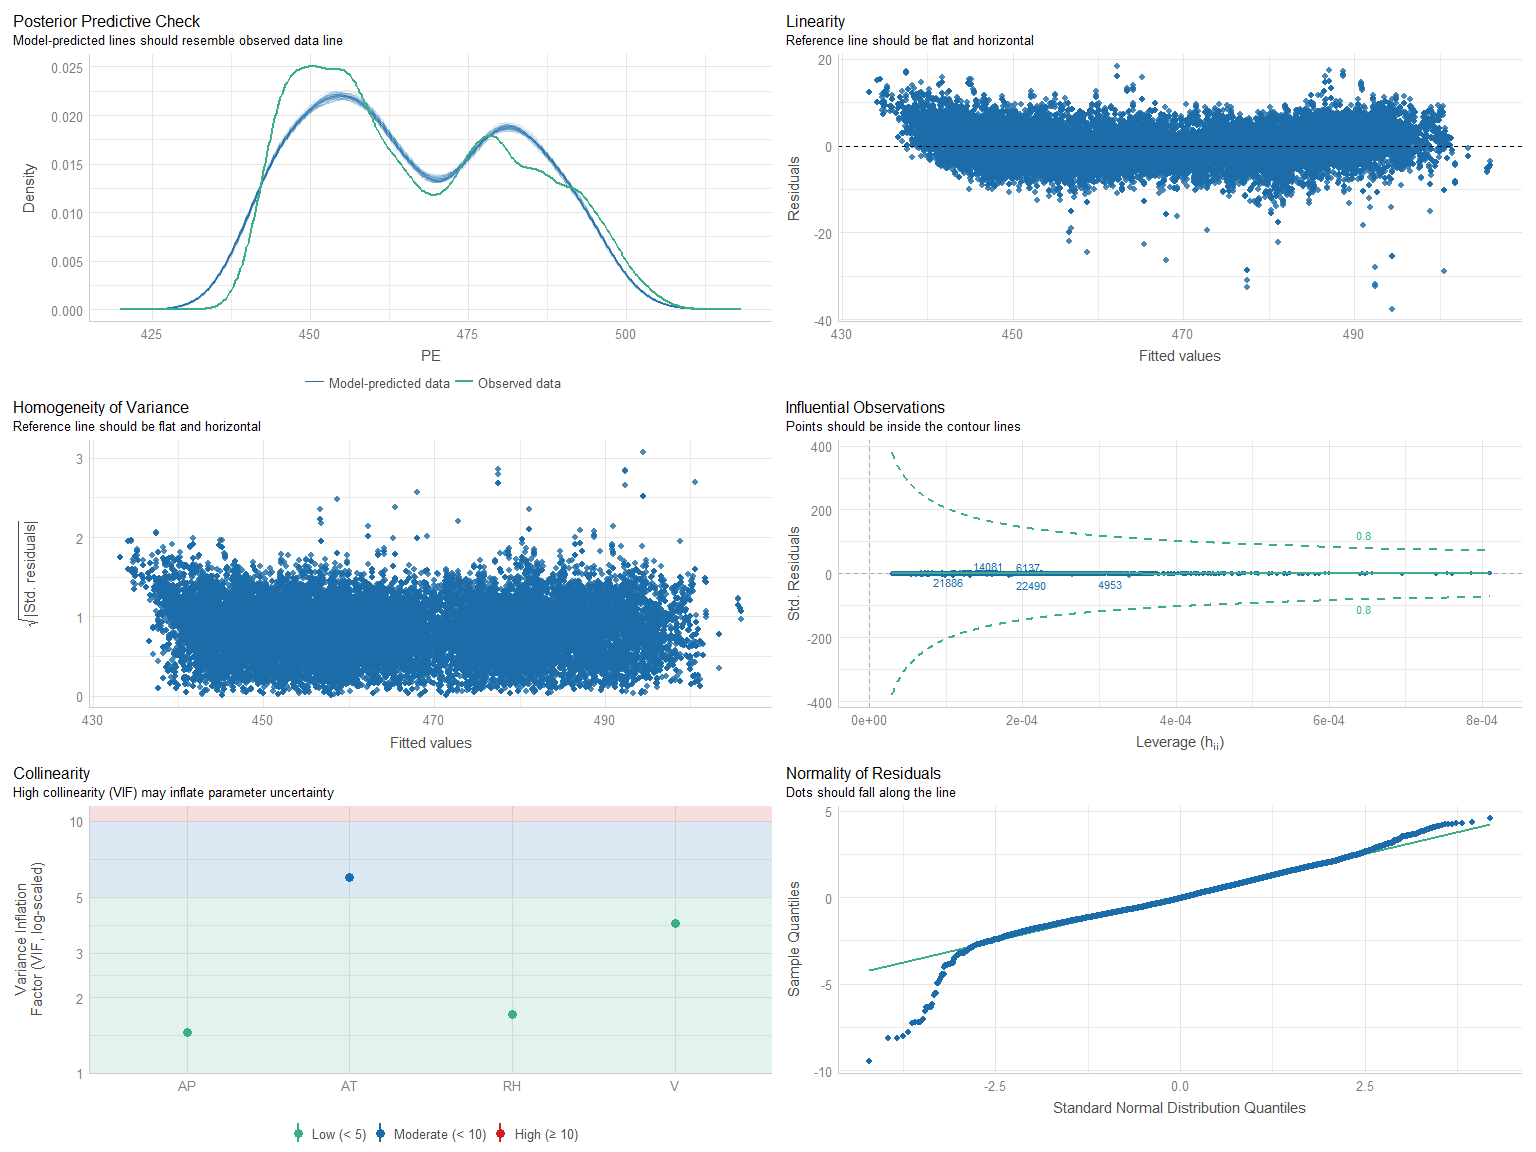 Posterior Predictive Check
Model-predicted lines should resemble observed data line
0.025
0.020
0.015
0.010
0.005
0.000
Density
425
450
475
500
PE
Model-predicted data
Observed data
Linearity
Reference line should be flat and horizontal
20
0
-20
-40
Residuals
430
450
470
490
Fitted values
Homogeneity of Variance
Reference line should be flat and horizontal
3
2
1
0
√|Std. residuals|
430
450
470
490
Fitted values
Influential Observations
Points should be inside the contour lines
400
200
0
-200
-400
Std. Residuals
0.8
14081
6137
21886
22490
4953
0.8
0e+00
2e-04
4e-04
6e-04
8e-04
Leverage (hii)
Collinearity
High collinearity (VIF) may inflate parameter uncertainty
10
5
3
2
1
Variance Inflation
Factor (VIF, log-scaled)
AP
AT
RH
V
Low (< 5)
Moderate (< 10)
High (≥ 10)
Normality of Residuals
Dots should fall along the line
5
0
-5
-10
Sample Quantiles
-2.5
0.0
2.5
Standard Normal Distribution Quantiles